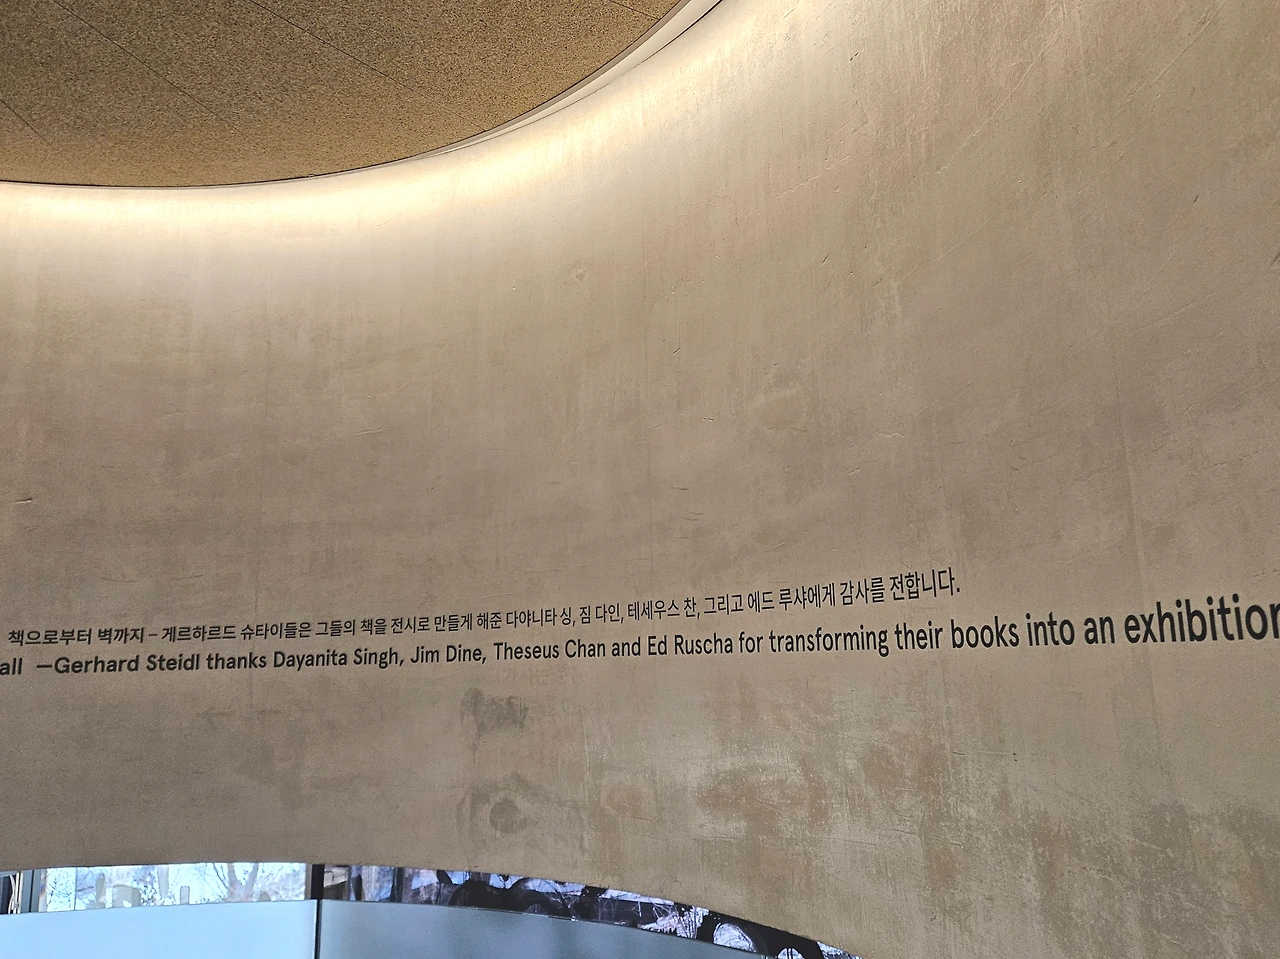 책으로부터 벽까지 – 게르하르드 슈타이들은 그들의 책을 전시로 만들게 해준 다야니타 싱, 짐 다인, 테세우스 찬, 그리고 에드 루샤에게 감사를 전합니다.
all —Gerhard Steidl thanks Dayanita Singh, Jim Dine, Theseus Chan and Ed Ruscha for transforming their books into an exhibition